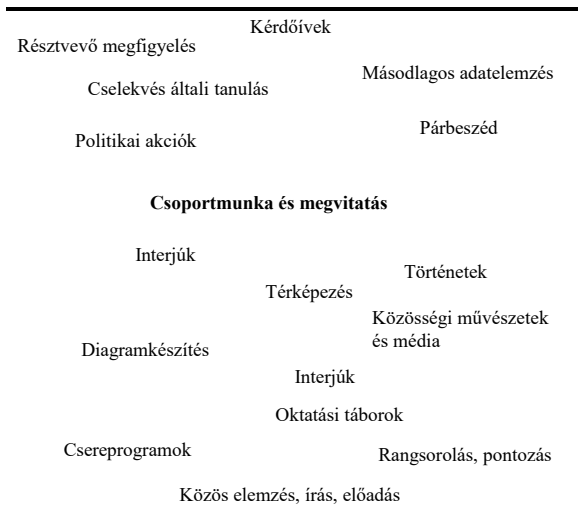 Kérdőívek
Résztvevő megfigyelés
Másodlagos adatelemzés
Cselekvés általi tanulás
Párbeszéd
Politikai akciók
Csoportmunka és megvitatás
Interjúk
Történetek
Térképezés
Közösségi művészetek
és média
Diagramkészítés
Interjúk
Oktatási táborok
Csereprogramok
Rangsorolás, pontozás
Közös elemzés, írás, előadás